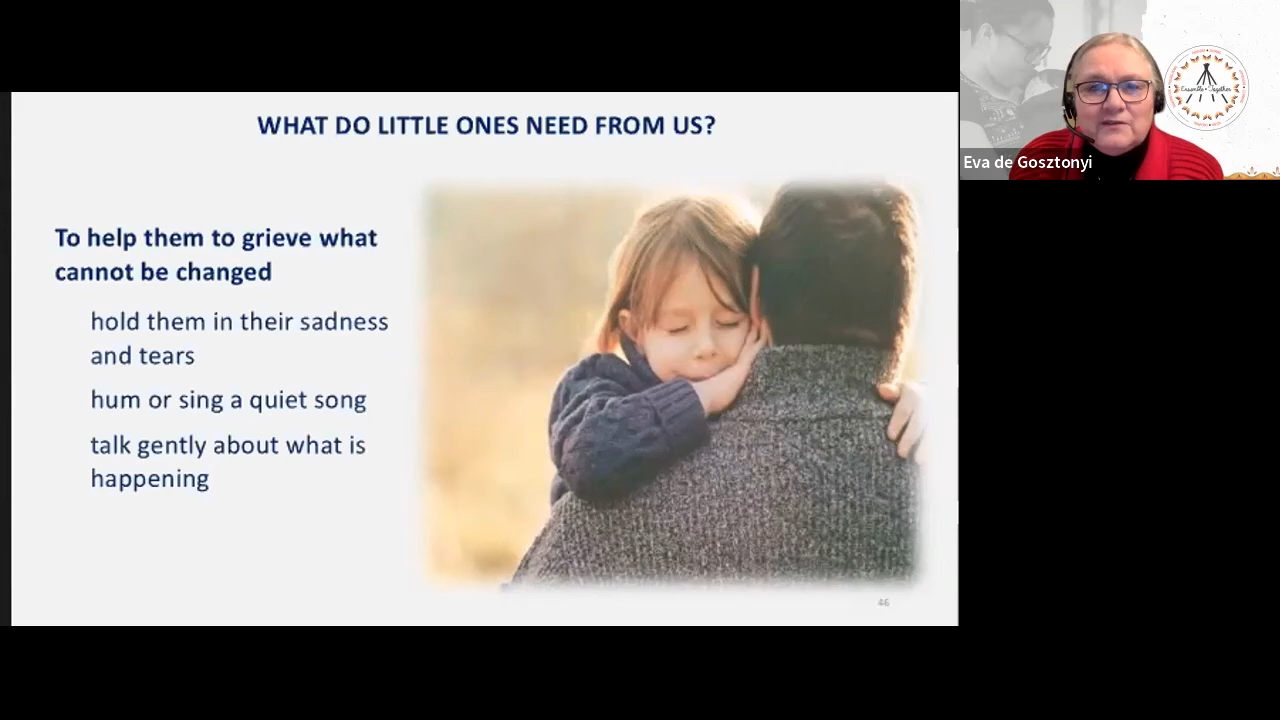 WHAT DO LITTLE ONES NEED FROM US?
To help them to grieve what
cannot be changed
hold them in their sadness
and tears
hum or sing a quiet song
talk gently about what is
happening
46
Eva de Gosztonyi
Ensemble • Together